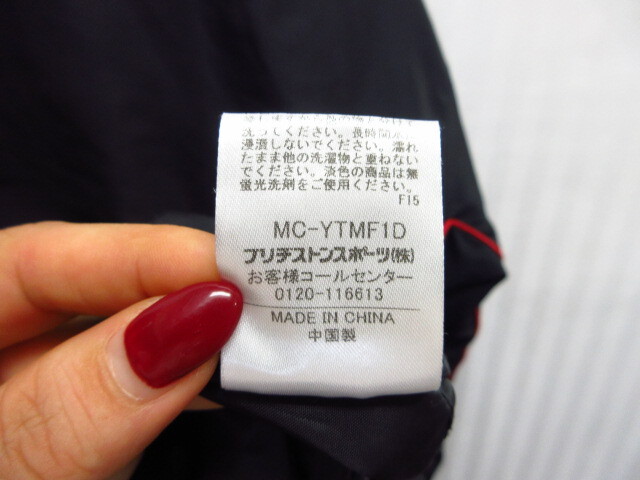 洗ってください。長時間水に
浸漬しないでください。濡れ
たまま他の洗濯物と重ねない
でください。淡色の商品は無
蛍光洗剤をご使用ください。
F15
MC-YTMF1D
ブリヂストンスポーツ(株)
お客様コールセンター
0120-116613
MADE IN CHINA
中国製